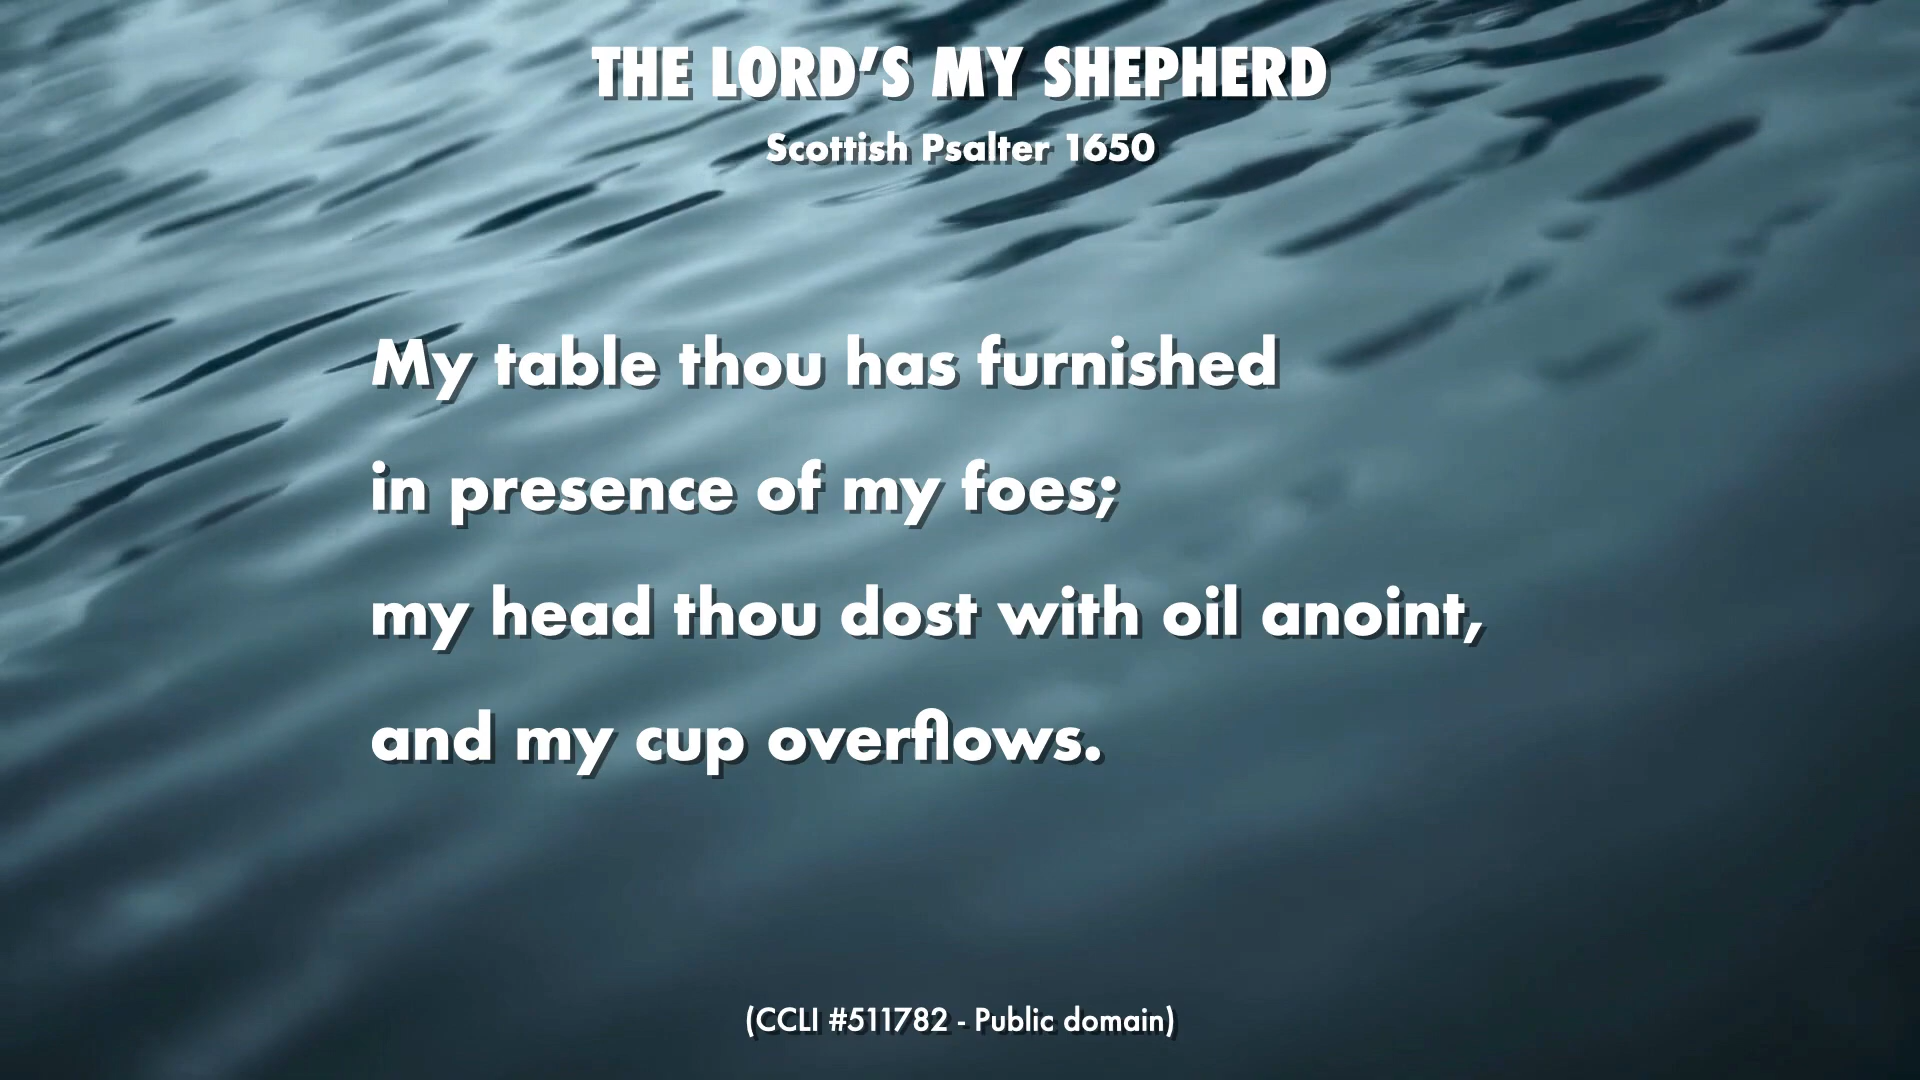 THE LORD’S MY SHEPHERD
Scottish Psalter 1650
My table thou has furnished
in presence of my foes;
my head thou dost with oil anoint,
and my cup overflows.
(CCLI #511782 - Public domain)